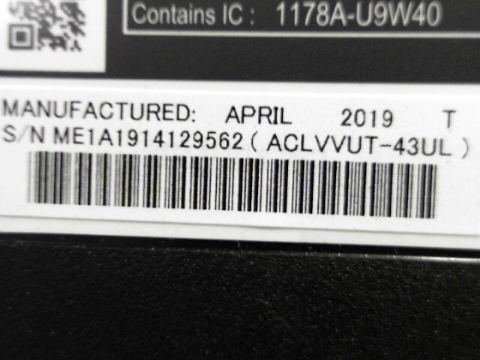 Contains IC : 1178A-U9W40
MANUFACTURED: APRIL 2019 T
S/N ME1A1914129562 ( ACLVVUT-43UL )